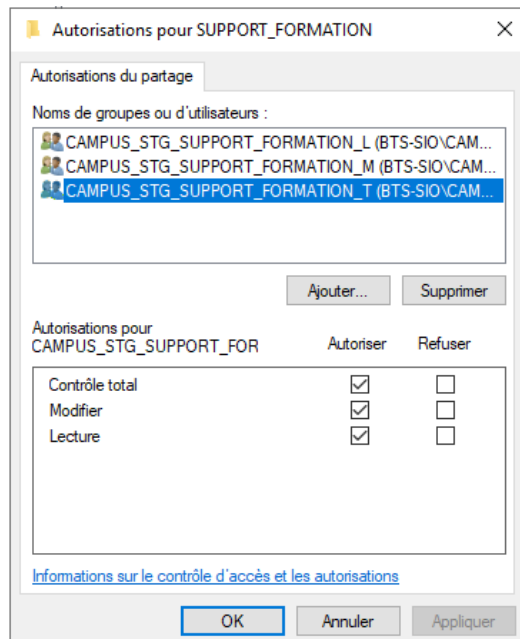 Autorisations pour SUPPORT_FORMATION
Autorisations du partage
Noms de groupes ou d'utilisateurs :
CAMPUS_STG_SUPPORT_FORMATION_L (BTS-SIO\CAM...
CAMPUS_STG_SUPPORT_FORMATION_M (BTS-SIO\CAM...
CAMPUS_STG_SUPPORT_FORMATION_T (BTS-SIO\CAM...
Ajouter... Supprimer
Autorisations pour
CAMPUS_STG_SUPPORT_FOR Autoriser Refuser
Contrôle total
Modifier
Lecture
Informations sur le contrôle d'accès et les autorisations
OK Annuler Appliquer